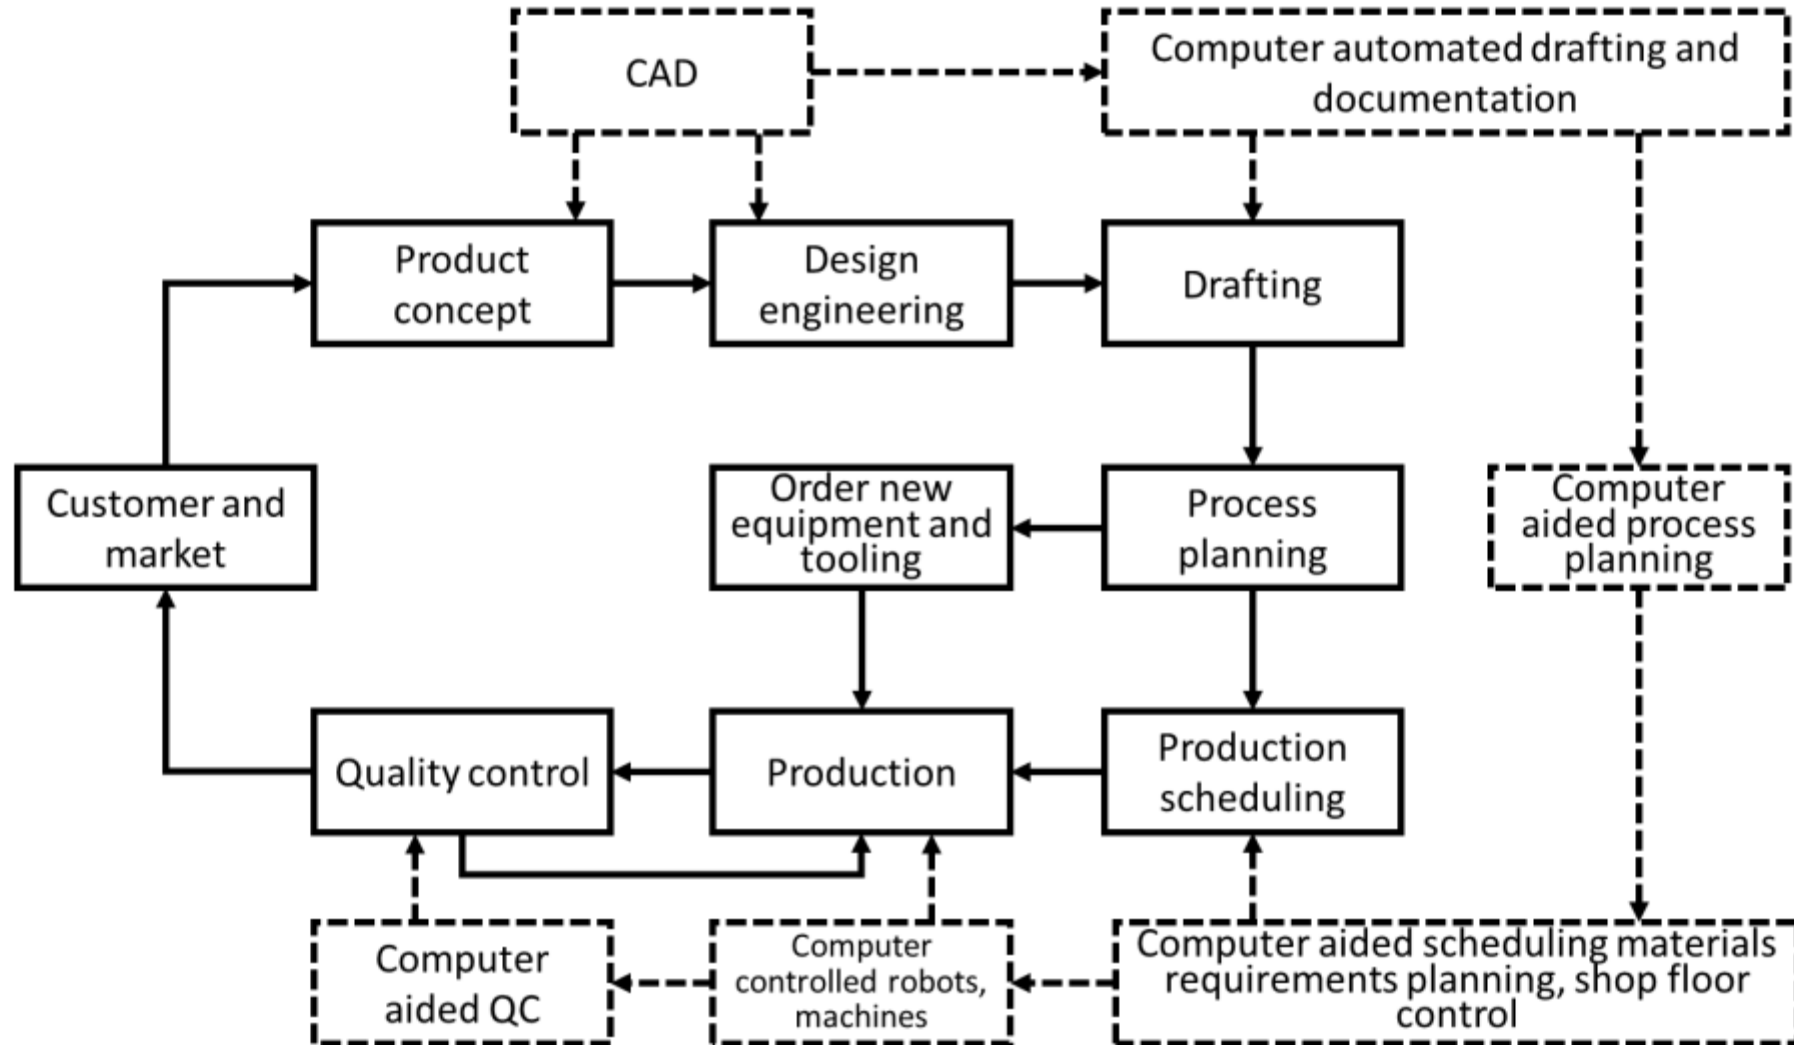 CAD
Computer automated drafting and
documentation
Product
concept
Design
engineering
Drafting
Customer and
market
Order new
equipment and
tooling
Process
planning
Computer
aided process
planning
Quality control
Production
Production
scheduling
Computer
aided QC
Computer
controlled robots,
machines
Computer aided scheduling materials
requirements planning, shop floor
control